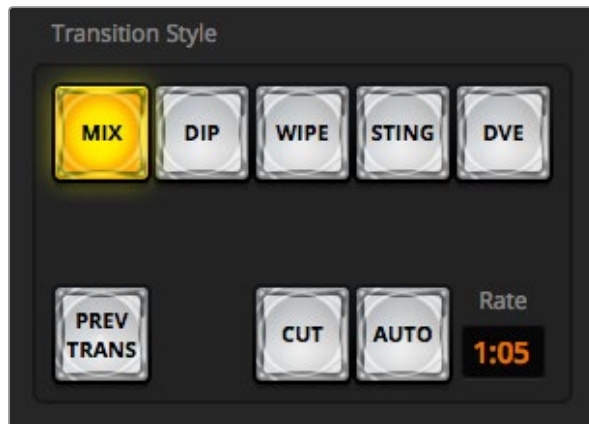 Transition Style
MIX DIP WIPE STING DVE
PREV
TRANS
CUT AUTO
Rate
1:05